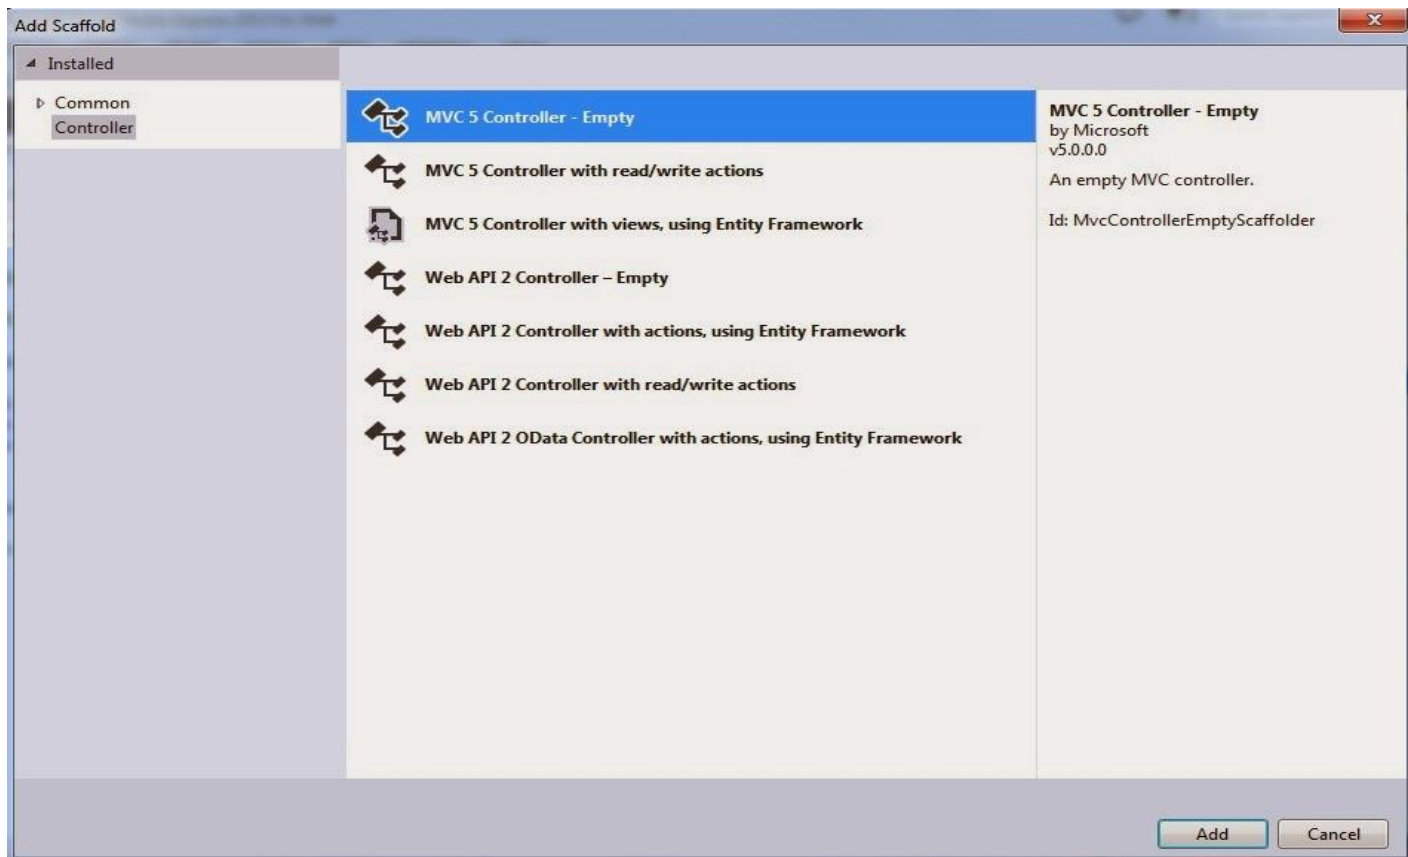 Add Scaffold
Installed
Common
Controller
MVC 5 Controller - Empty
MVC 5 Controller with read/write actions
MVC 5 Controller with views, using Entity Framework
Web API 2 Controller – Empty
Web API 2 Controller with actions, using Entity Framework
Web API 2 Controller with read/write actions
Web API 2 OData Controller with actions, using Entity Framework
MVC 5 Controller - Empty
by Microsoft
v5.0.0.0
An empty MVC controller.
Id: MvcControllerEmptyScaffolder
Add
Cancel